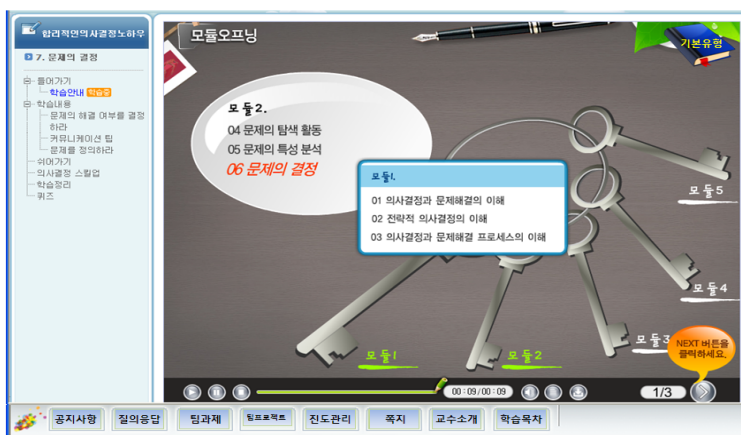 합리적인의사결정노하우
7. 문제의 결정
들어가기
학습안내 학습중
학습내용
문제의 해결 여부를 결정
하라
커뮤니케이션 팁
문제를 정의하라
쉬어가기
의사결정 스킬업
학습정리
퀴즈
모듈오프닝
기본유형
모듈2.
04 문제의 탐색 활동
05 문제의 특성 분석
06 문제의 결정
모듈1.
01 의사결정과 문제해결의 이해
02 전략적 의사결정의 이해
03 의사결정과 문제해결 프로세스의 이해
모듈5
모듈4
모듈3
모듈2
모듈1
NEXT 버튼을
클릭하세요.
00:09/00:09
1/3
공지사항 질의응답 팀과제 팀프로젝트 진도관리 쪽지 교수소개 학습목차